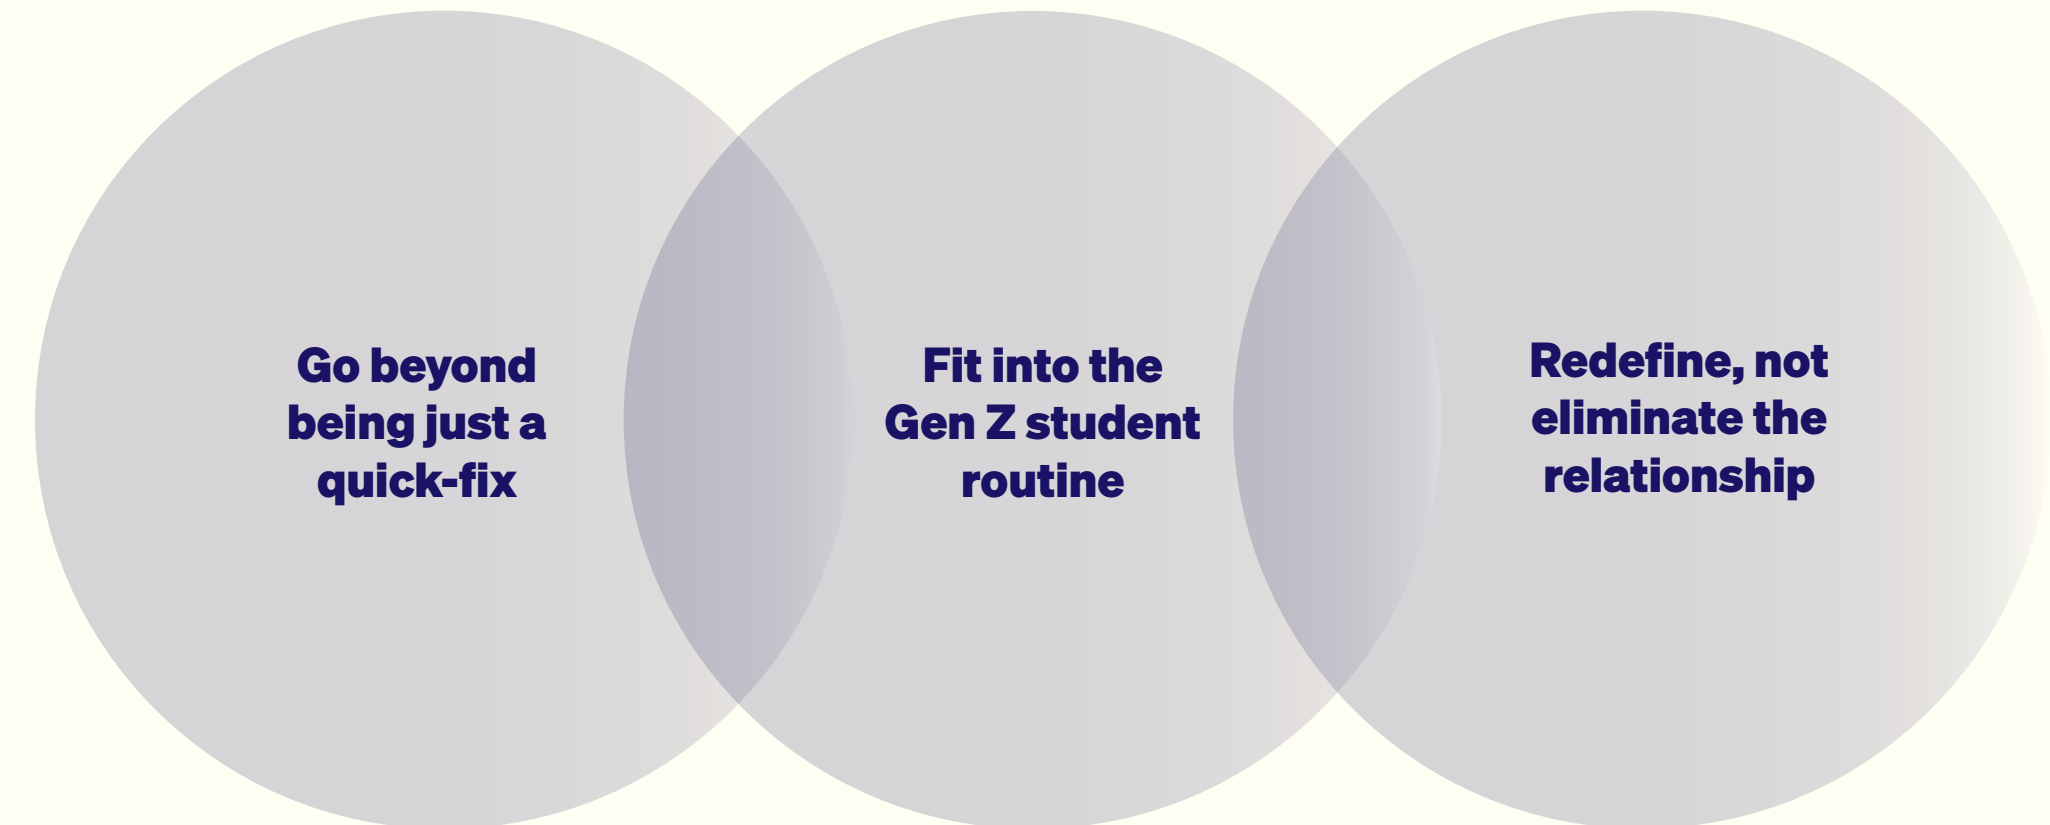 Go beyond
being just a
quick-fix
Fit into the
Gen Z student
routine
Redefine, not
eliminate the
relationship